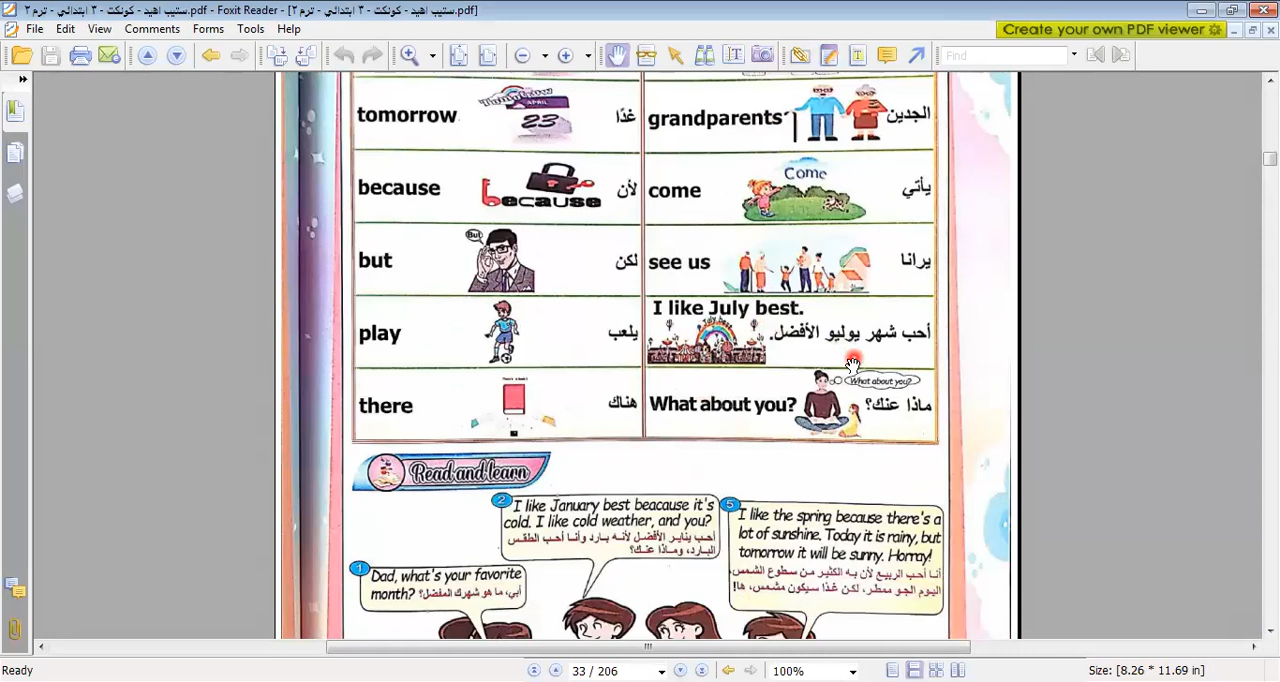 ستيب اهيد - كونكت - ٣ ابتدائي - ترم ٢.pdf - Foxit Reader - [ستيب اهيد - كونكت - ٣ ابتدائي - ترم ٢.pdf]
File Edit View Comments Forms Tools Help
Create your own PDF viewer
Find
tomorrow
APRIL
23
غدًا
grandparents'
الجدين
because
because
لأن
come
Come
يأتي
but
But
لكن
see us
يرانا
play
يلعب
I like July best.
أحب شهر يوليو الأفضل.
there
هناك
What about you?
What about you?
ماذا عنك؟
Read and learn
1
Dad, what's your favorite
month? أبي، ما هو شهرك المفضل؟
2
I like January best beacause it's
cold. I like cold weather, and you?
أحب يناير الأفضل لأنه بارد وأنا أحب الطقس
البارد، وماذا عنك؟
5
I like the spring because there's a
lot of sunshine. Today it is rainy, but
tomorrow it will be sunny. Horray!
أنا أحب الربيع لأن به الكثير من سطوع الشمس
اليوم الجو ممطر، لكن غذا سيكون مشمس، ها!
Ready
33 / 206
100%
Size: [8.26 * 11.69 in]